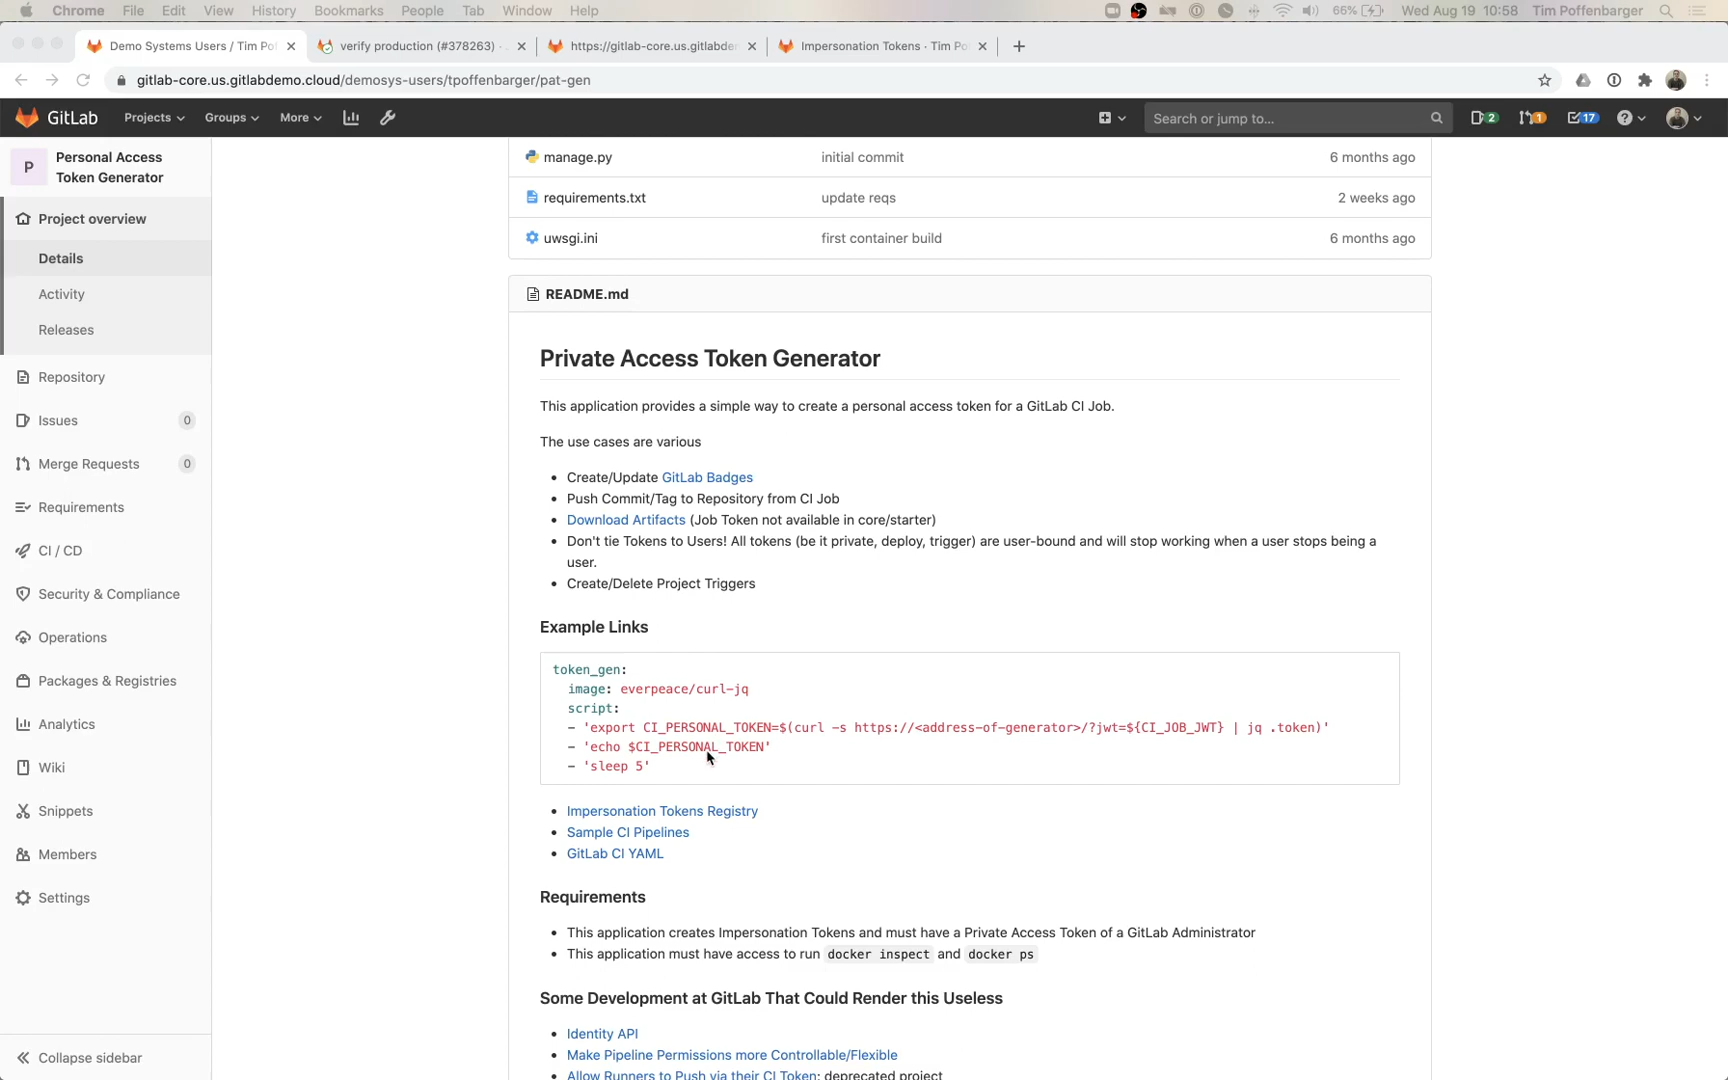 Chrome File Edit View History Bookmarks People Tab Window Help 66% Wed Aug 19 10:58 Tim Poffenbarger
Demo Systems Users / Tim Pof verify production (#378263) · https://gitlab-core.us.gitlabdem Impersonation Tokens · Tim Po
gitlab-core.us.gitlabdemo.cloud/demosys-users/tpoffenbarger/pat-gen
GitLab Projects Groups More Search or jump to... 2 1 17
P Personal Access
Token Generator
Project overview
Details
Activity
Releases
Repository
Issues 0
Merge Requests 0
Requirements
CI / CD
Security & Compliance
Operations
Packages & Registries
Analytics
Wiki
Snippets
Members
Settings
Collapse sidebar
manage.py initial commit 6 months ago
requirements.txt update reqs 2 weeks ago
uwsgi.ini first container build 6 months ago
README.md
Private Access Token Generator
This application provides a simple way to create a personal access token for a GitLab CI Job.
The use cases are various
• Create/Update GitLab Badges
• Push Commit/Tag to Repository from CI Job
• Download Artifacts (Job Token not available in core/starter)
• Don't tie Tokens to Users! All tokens (be it private, deploy, trigger) are user-bound and will stop working when a user stops being a
user.
• Create/Delete Project Triggers
Example Links
token_gen:
image: everpeace/curl-jq
script:
- 'export CI_PERSONAL_TOKEN=$(curl -s https://<address-of-generator>/?jwt=${CI_JOB_JWT} | jq .token)'
- 'echo $CI_PERSONAL_TOKEN'
- 'sleep 5'
• Impersonation Tokens Registry
• Sample CI Pipelines
• GitLab CI YAML
Requirements
• This application creates Impersonation Tokens and must have a Private Access Token of a GitLab Administrator
• This application must have access to run docker inspect and docker ps
Some Development at GitLab That Could Render this Useless
• Identity API
• Make Pipeline Permissions more Controllable/Flexible
• Allow Runners to Push via their CI Token: deprecated project